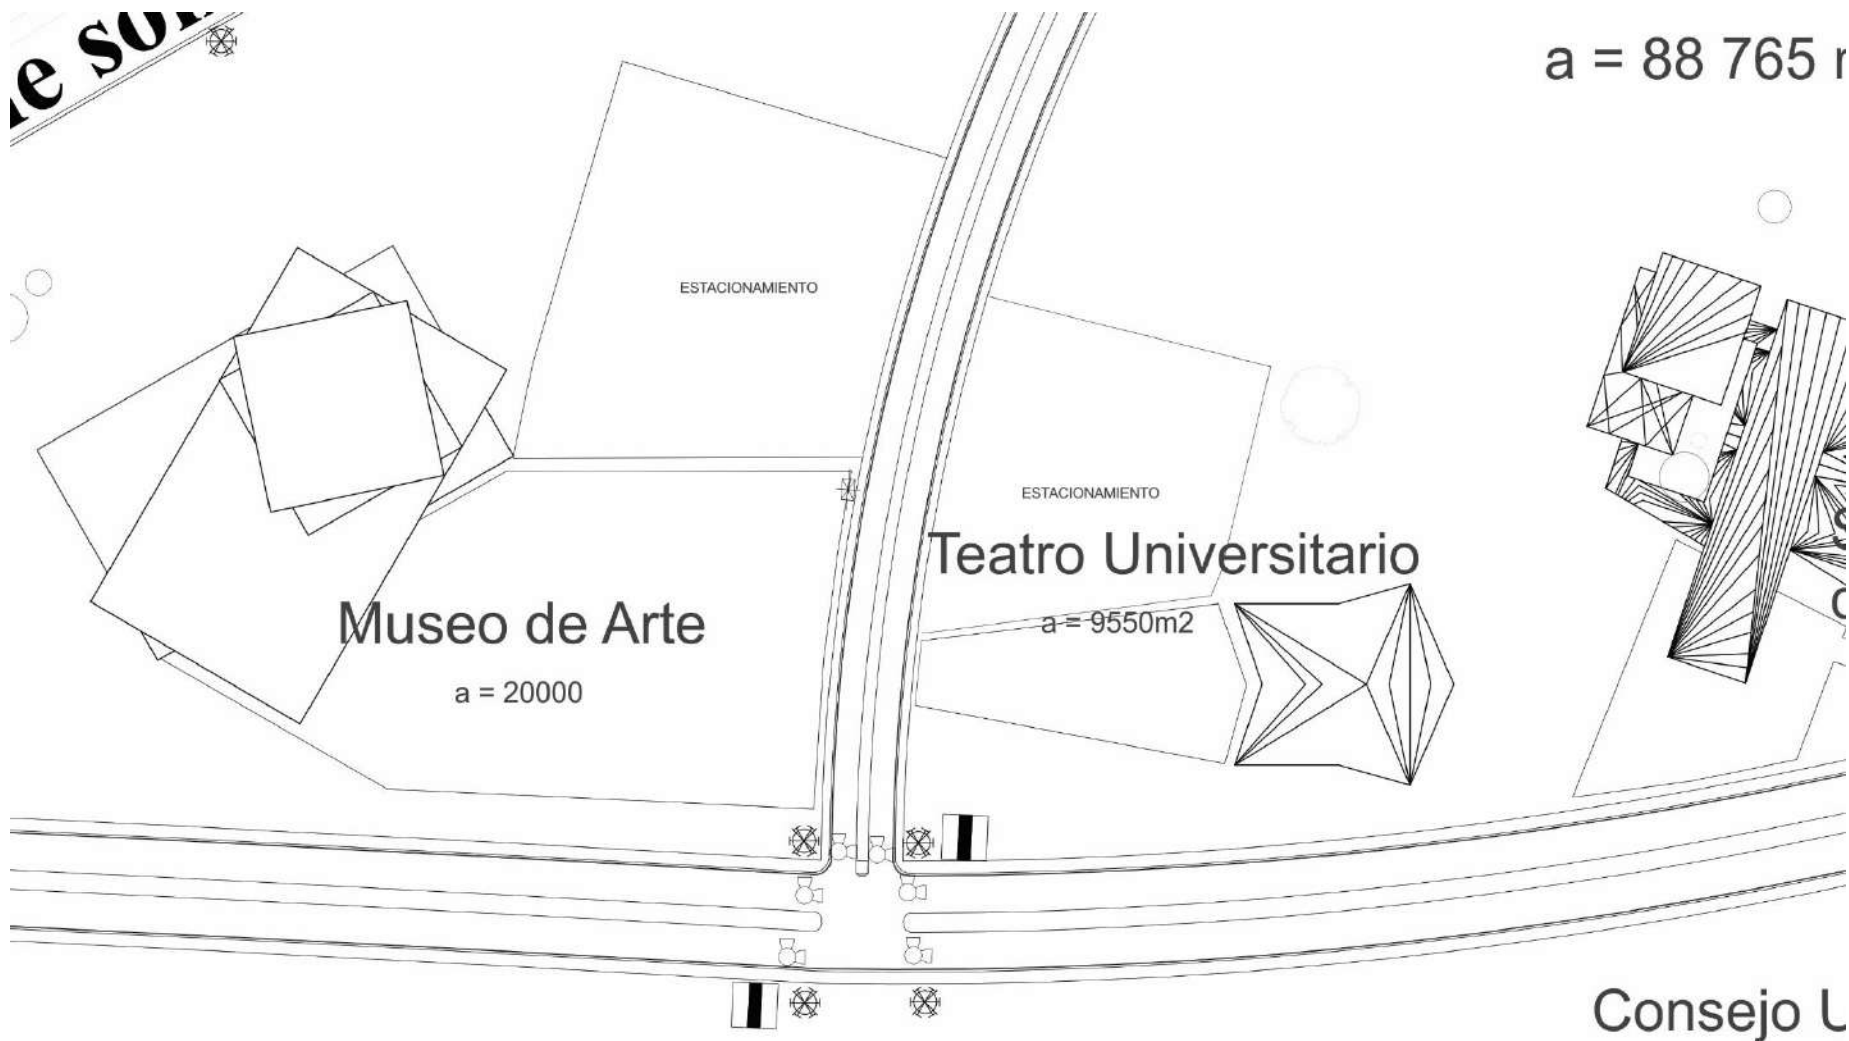 a = 88 765
ESTACIONAMIENTO
ESTACIONAMIENTO
Teatro Universitario
a = 9550m2
Museo de Arte
a = 20000
Consejo U